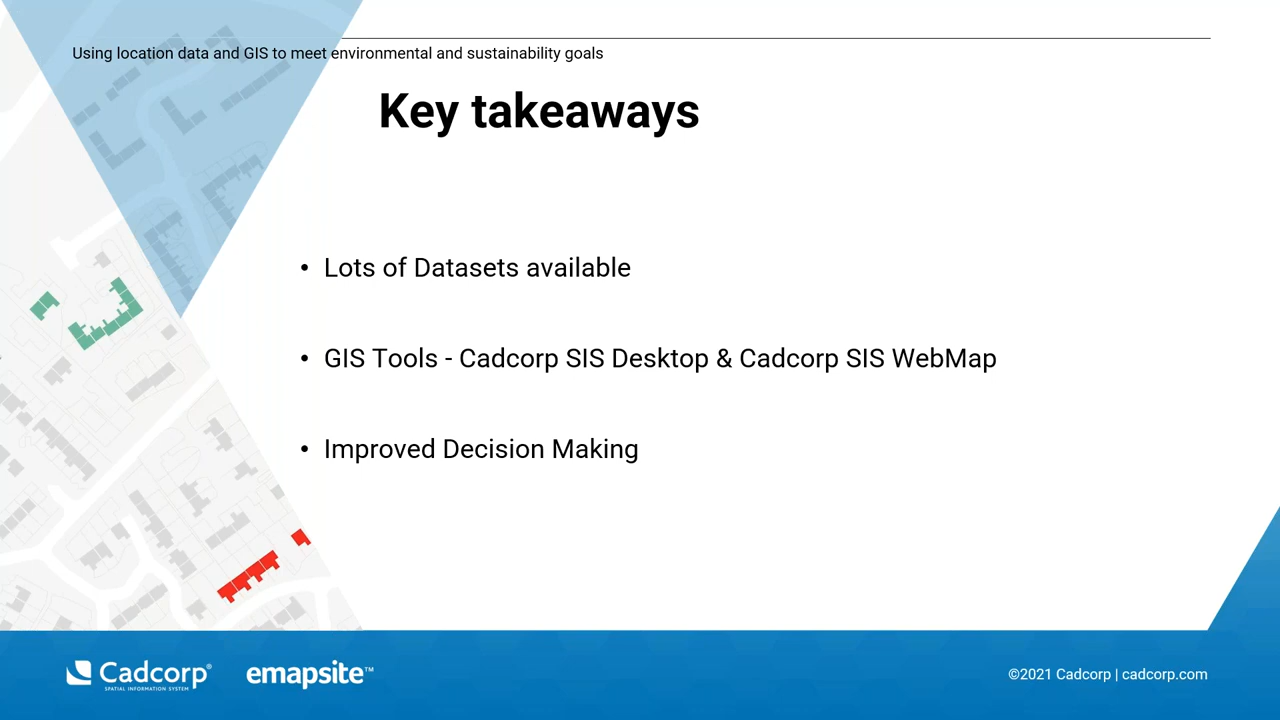 Using location data and GIS to meet environmental and sustainability goals
Key takeaways
• Lots of Datasets available
• GIS Tools - Cadcorp SIS Desktop & Cadcorp SIS WebMap
• Improved Decision Making
Cadcorp®
SPATIAL INFORMATION SYSTEM
emapsite™
©2021 Cadcorp | cadcorp.com